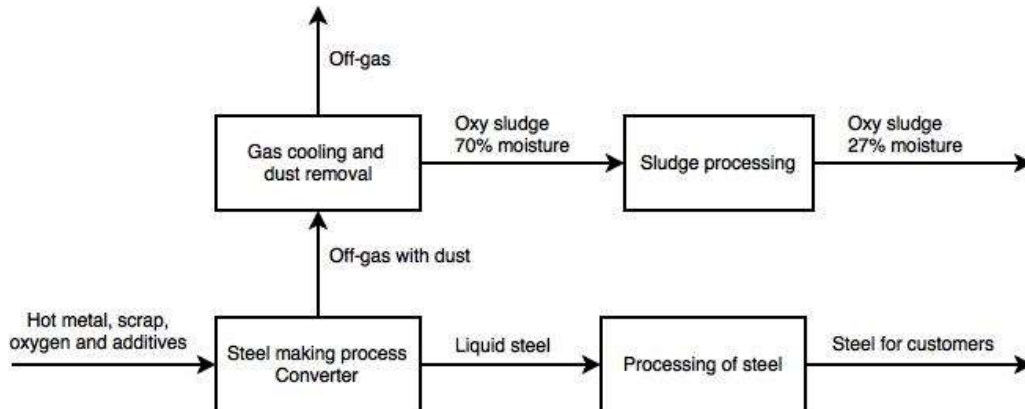 Off-gas
Gas cooling and
dust removal
Oxy sludge
70% moisture
Sludge processing
Oxy sludge
27% moisture
Off-gas with dust
Hot metal, scrap,
oxygen and additives
Steel making process
Converter
Liquid steel
Processing of steel
Steel for customers